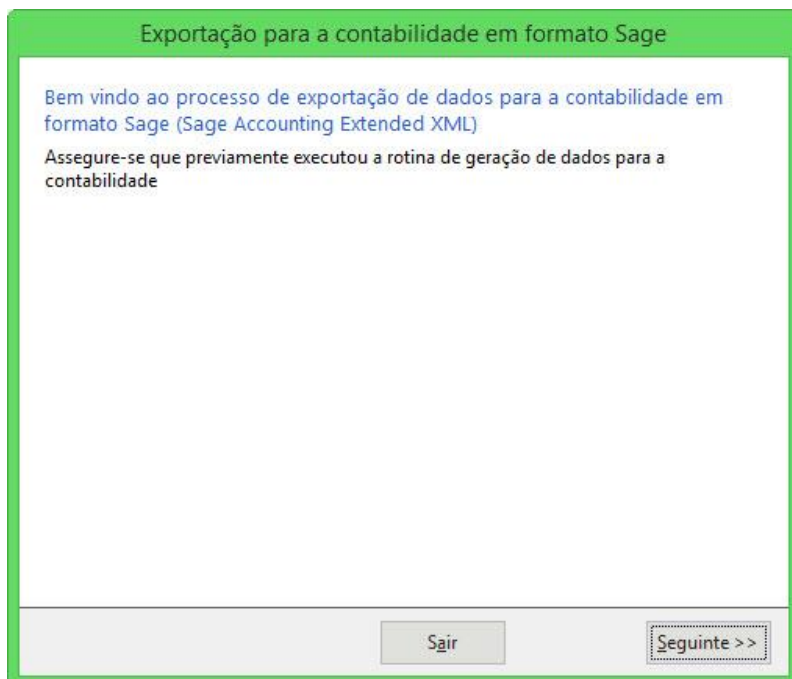 Exportação para a contabilidade em formato Sage
Bem vindo ao processo de exportação de dados para a contabilidade em
formato Sage (Sage Accounting Extended XML)
Assegure-se que previamente executou a rotina de geração de dados para a
contabilidade
Sair
Seguinte >>